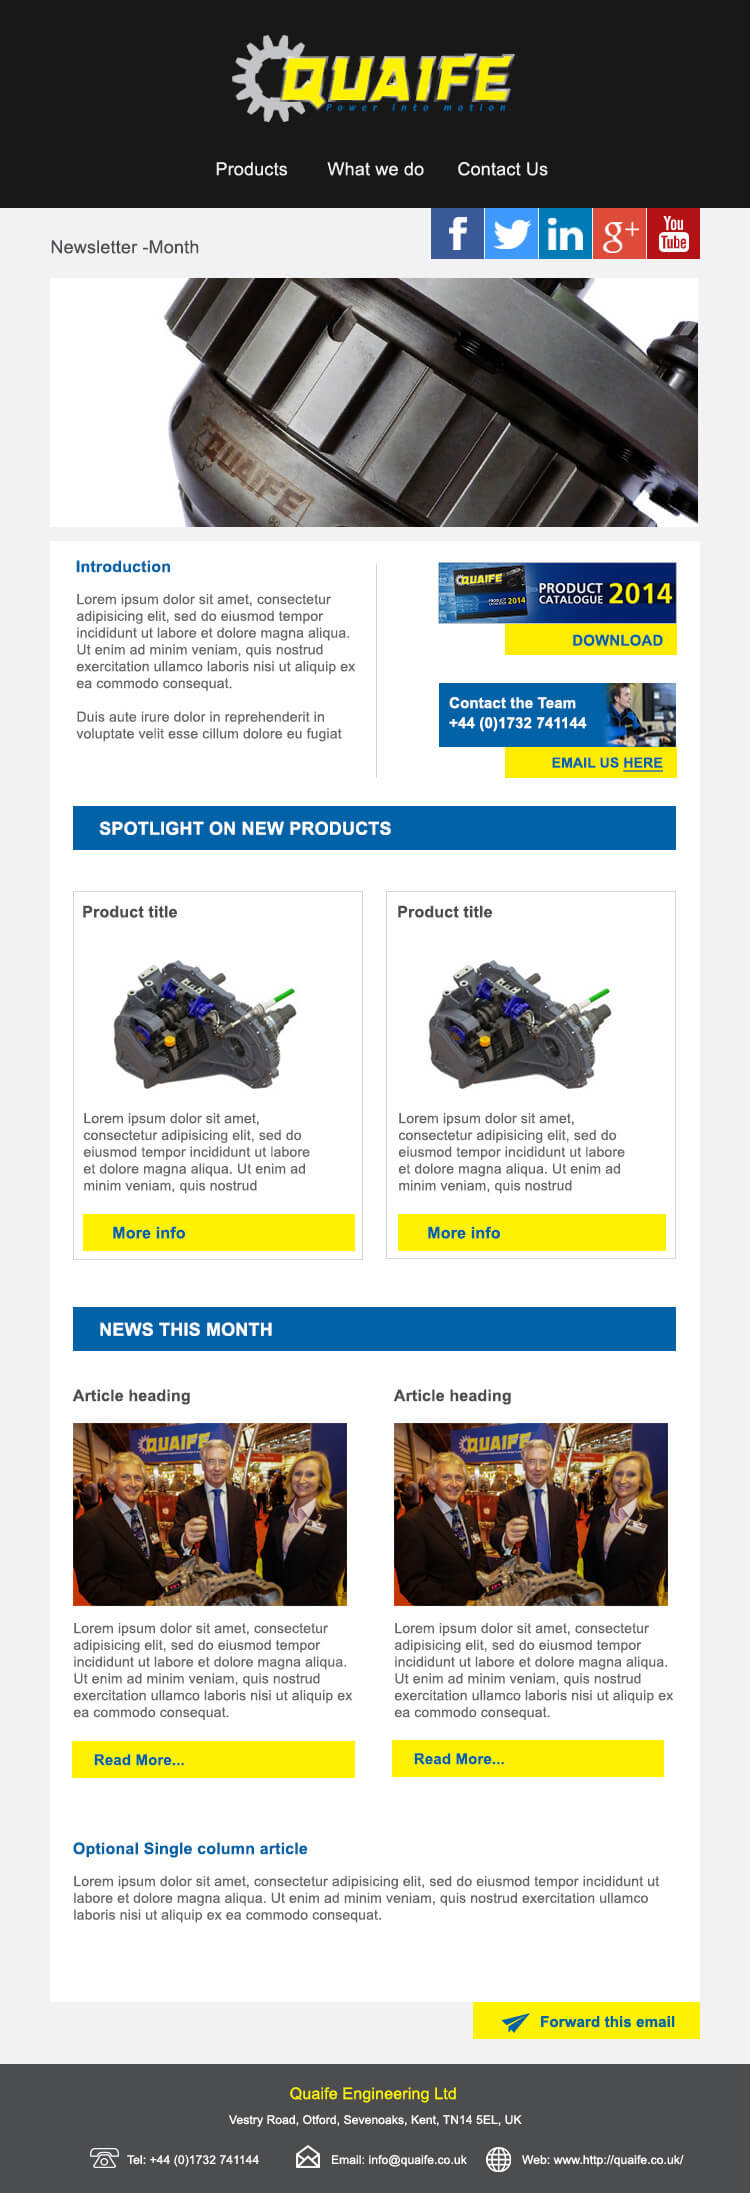 QUAIFE
Power into motion
Products What we do Contact Us
Newsletter -Month
f in g+ You Tube
QUAIFE
Introduction
Lorem ipsum dolor sit amet, consectetur
adipisicing elit, sed do eiusmod tempor
incididunt ut labore et dolore magna aliqua.
Ut enim ad minim veniam, quis nostrud
exercitation ullamco laboris nisi ut aliquip ex
ea commodo consequat.
Duis aute irure dolor in reprehenderit in
voluptate velit esse cillum dolore eu fugiat
QUAIFE
PRODUCT
CATALOGUE 2014
PRODUCT
CATALOGUE 2014
DOWNLOAD
Contact the Team
+44 (0)1732 741144
EMAIL US HERE
SPOTLIGHT ON NEW PRODUCTS
Product title
Lorem ipsum dolor sit amet,
consectetur adipisicing elit, sed do
eiusmod tempor incididunt ut labore
et dolore magna aliqua. Ut enim ad
minim veniam, quis nostrud
More info
Product title
Lorem ipsum dolor sit amet,
consectetur adipisicing elit, sed do
eiusmod tempor incididunt ut labore
et dolore magna aliqua. Ut enim ad
minim veniam, quis nostrud
More info
NEWS THIS MONTH
Article heading
QUAIFE
Lorem ipsum dolor sit amet, consectetur
adipisicing elit, sed do eiusmod tempor
incididunt ut labore et dolore magna aliqua.
Ut enim ad minim veniam, quis nostrud
exercitation ullamco laboris nisi ut aliquip ex
ea commodo consequat.
Read More...
Article heading
QUAIFE
Lorem ipsum dolor sit amet, consectetur
adipisicing elit, sed do eiusmod tempor
incididunt ut labore et dolore magna aliqua.
Ut enim ad minim veniam, quis nostrud
exercitation ullamco laboris nisi ut aliquip ex
ea commodo consequat.
Read More...
Optional Single column article
Lorem ipsum dolor sit amet, consectetur adipisicing elit, sed do eiusmod tempor incididunt ut
labore et dolore magna aliqua. Ut enim ad minim veniam, quis nostrud exercitation ullamco
laboris nisi ut aliquip ex ea commodo consequat.
Forward this email
Quaife Engineering Ltd
Vestry Road, Otford, Sevenoaks, Kent, TN14 5EL, UK
Tel: +44 (0)1732 741144 Email: info@quaife.co.uk Web: www.http://quaife.co.uk/